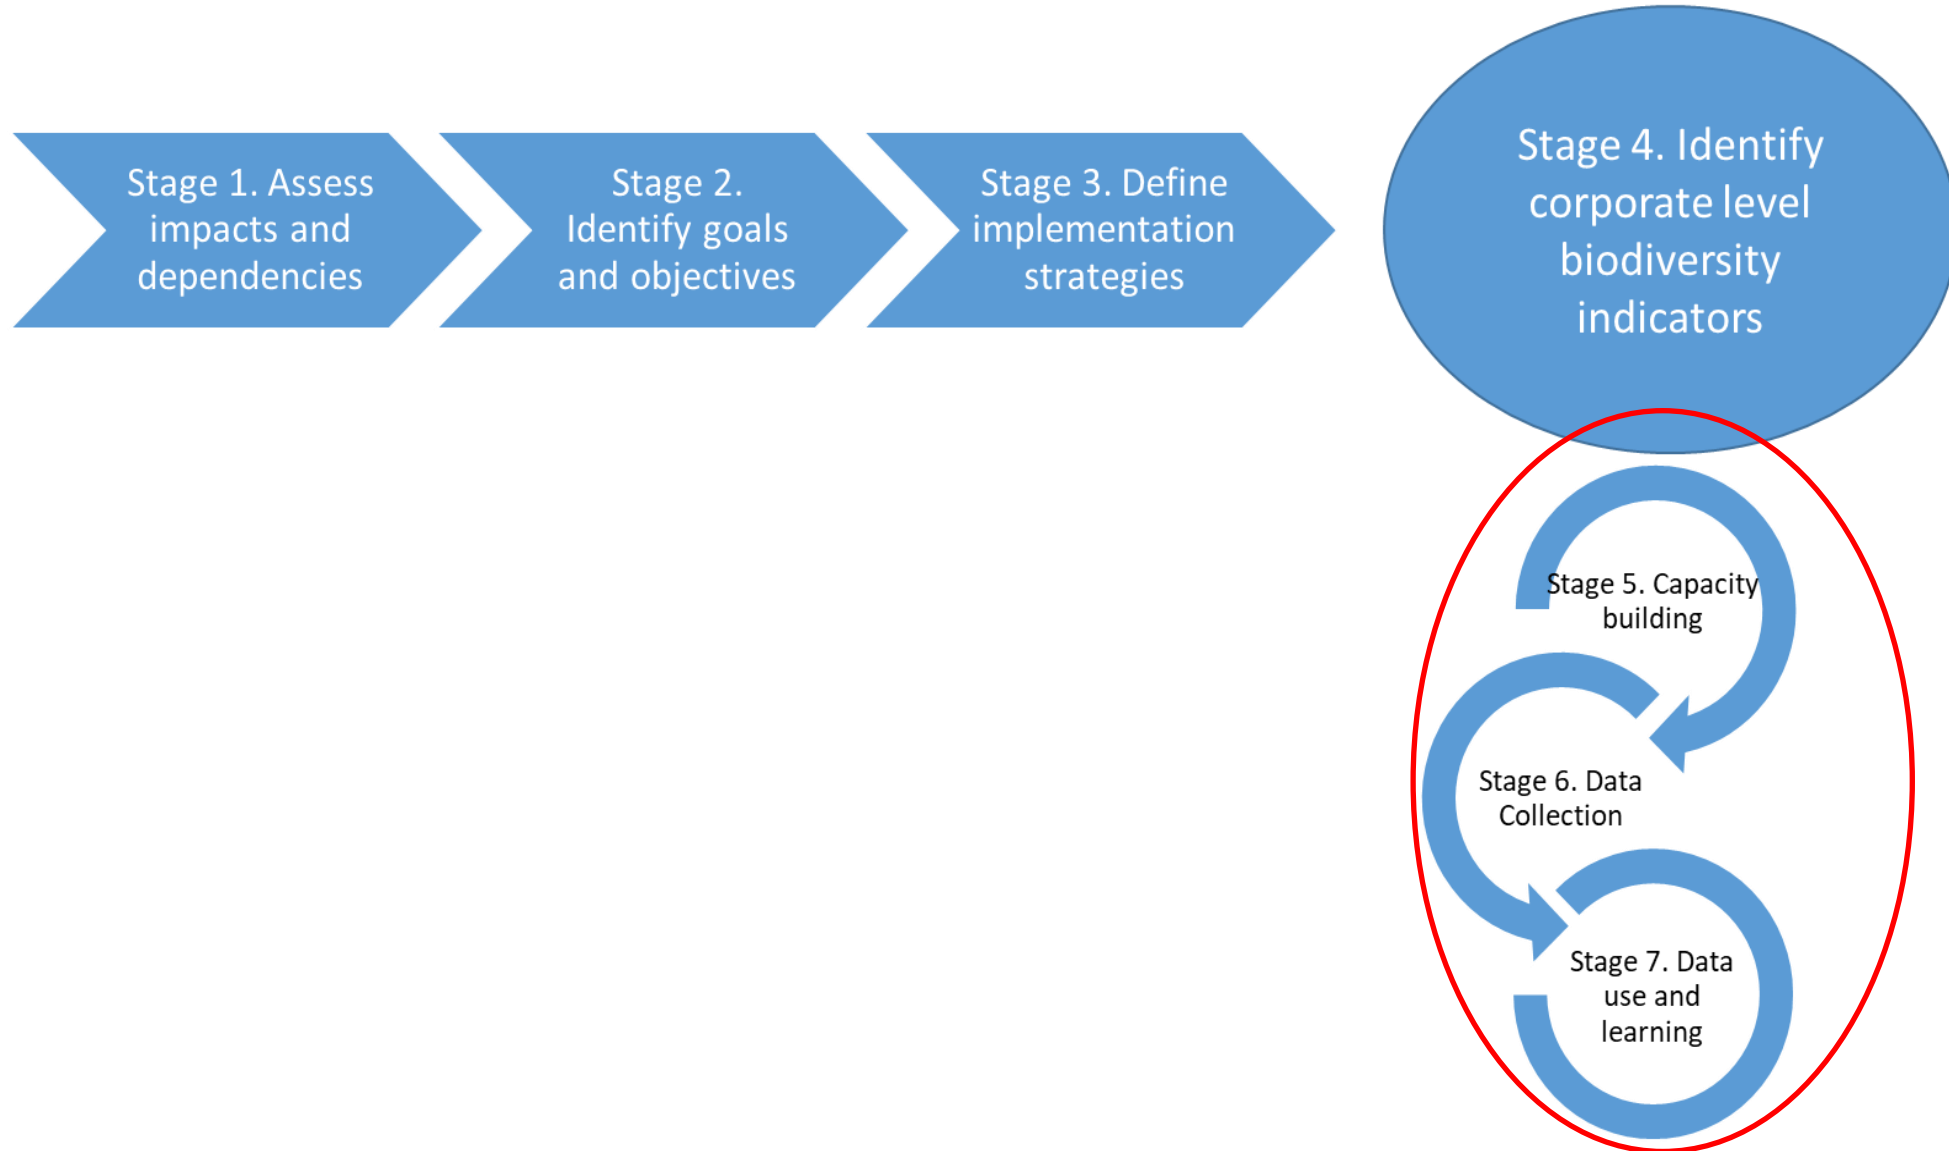 Stage 1. Assess
impacts and
dependencies
Stage 2.
Identify goals
and objectives
Stage 3. Define
implementation
strategies
Stage 4. Identify
corporate level
biodiversity
indicators
Stage 5. Capacity
building
Stage 6. Data
Collection
Stage 7. Data
use and
learning